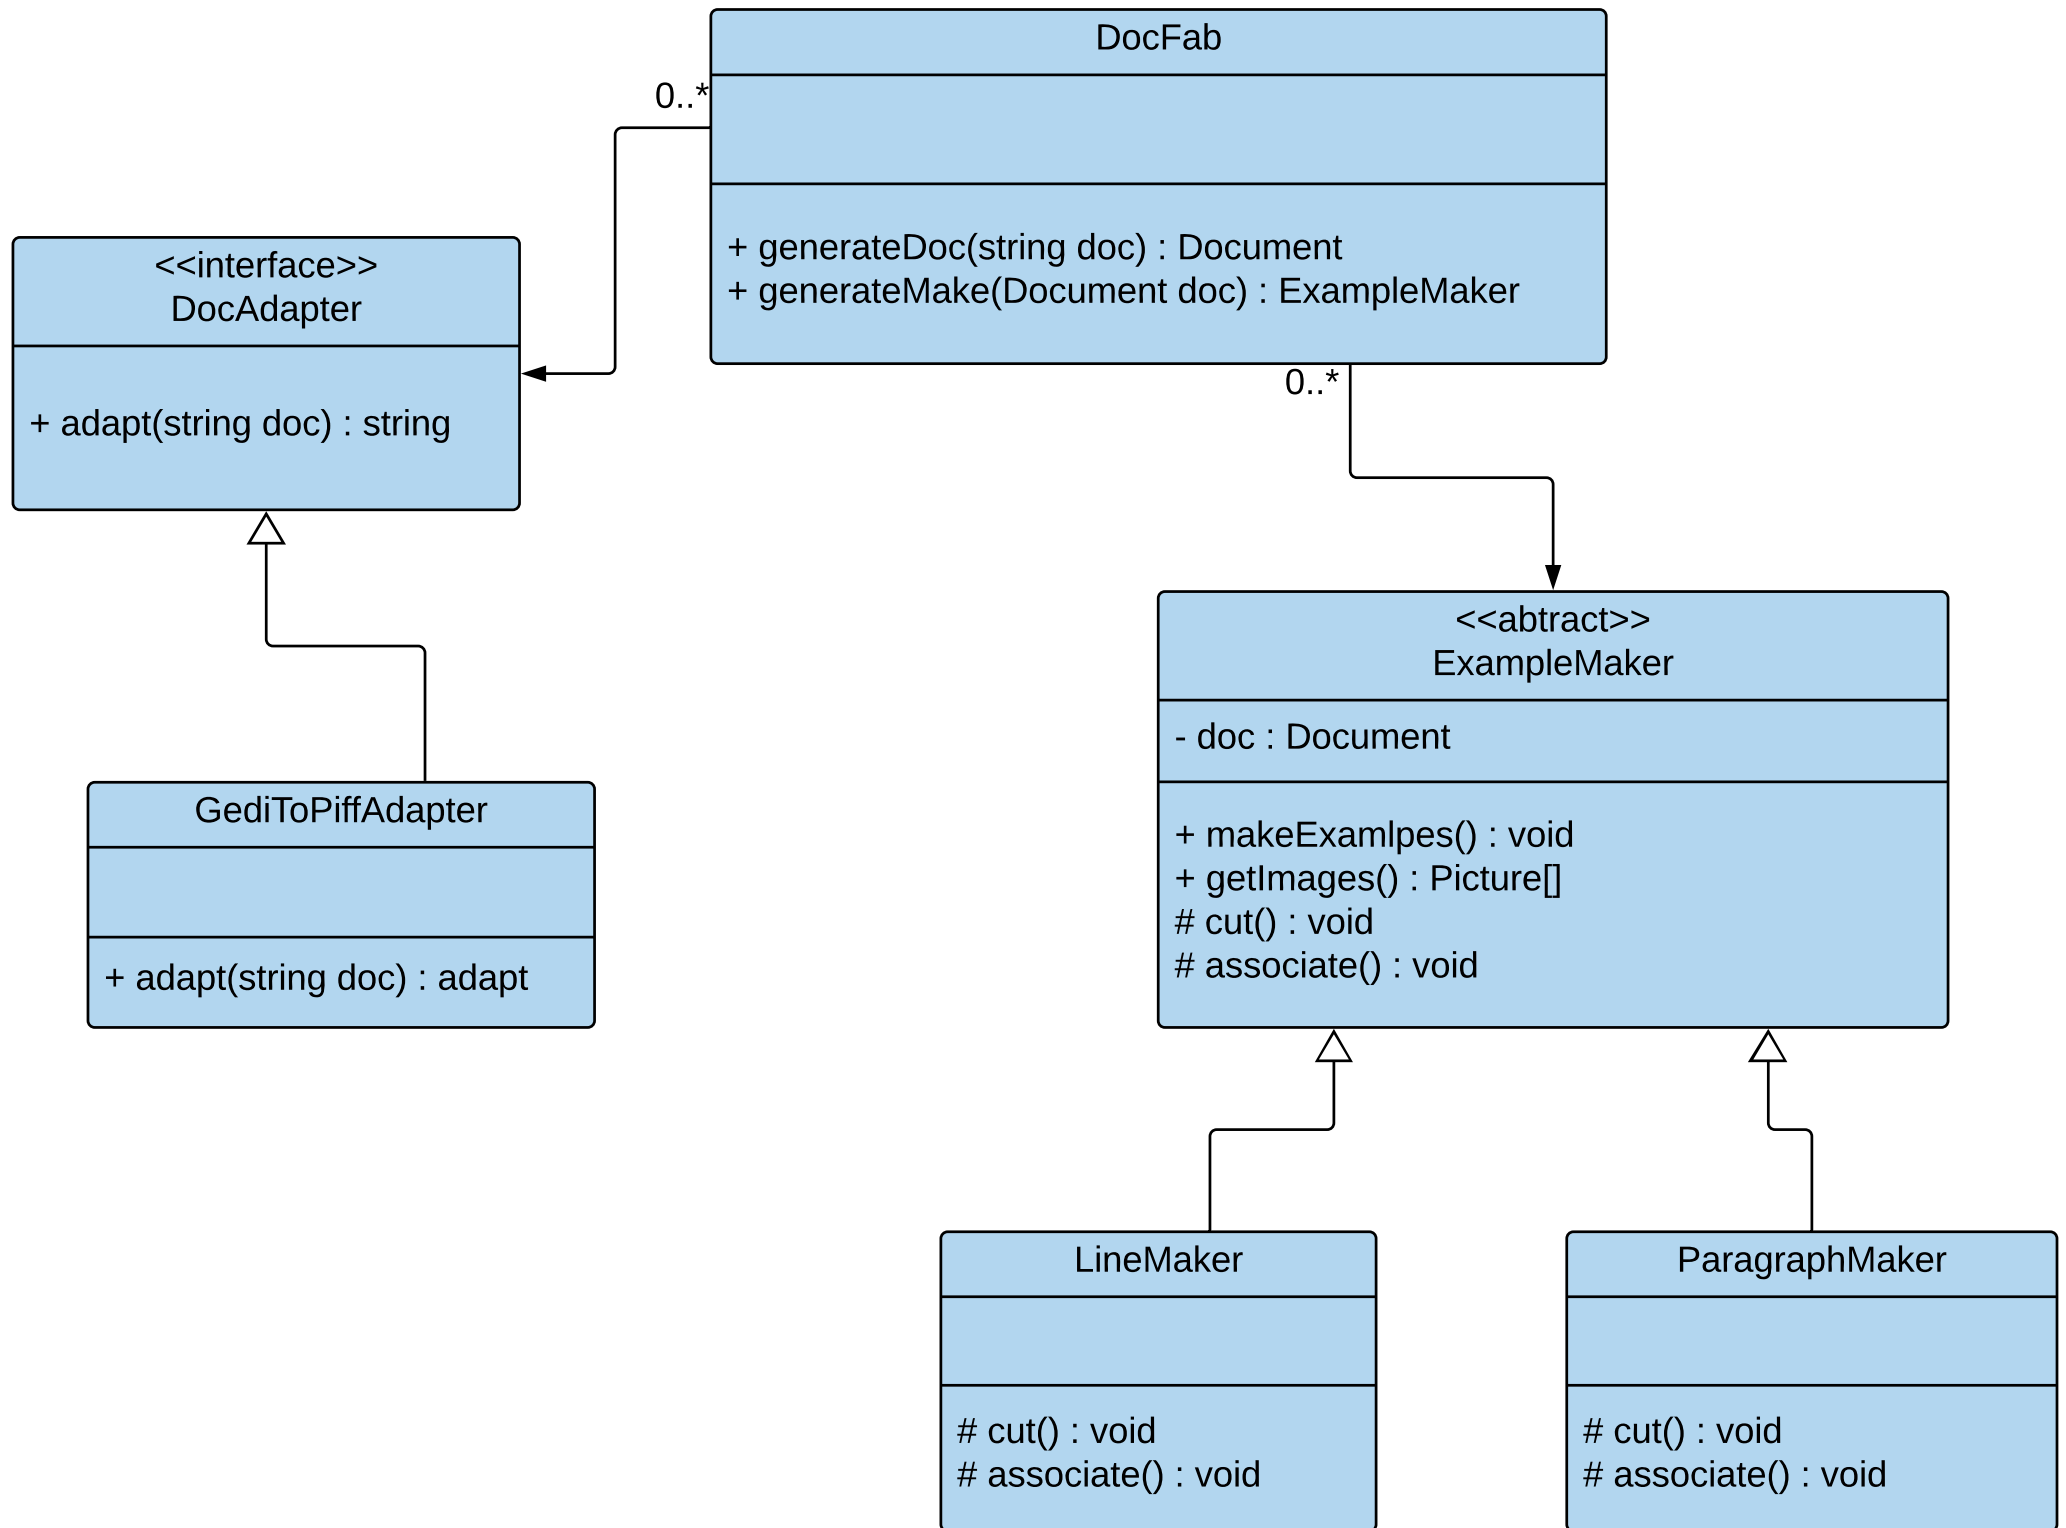 DocFab
0..*
+ generateDoc(string doc) : Document
+ generateMake(Document doc) : ExampleMaker
0..*
<<interface>>
DocAdapter
+ adapt(string doc) : string
<<abtract>>
ExampleMaker
- doc : Document
+ makeExamlpes() : void
+ getImages() : Picture[]
# cut() : void
# associate() : void
GediToPiffAdapter
+ adapt(string doc) : adapt
LineMaker
# cut() : void
# associate() : void
ParagraphMaker
# cut() : void
# associate() : void